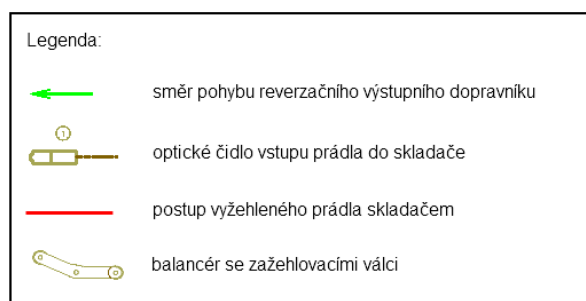 Legenda:
směr pohybu reverzačního výstupního dopravníku
1
optické čidlo vstupu prádla do skladače
postup vyžehleného prádla skladačem
balancér se zažehlovacími válci